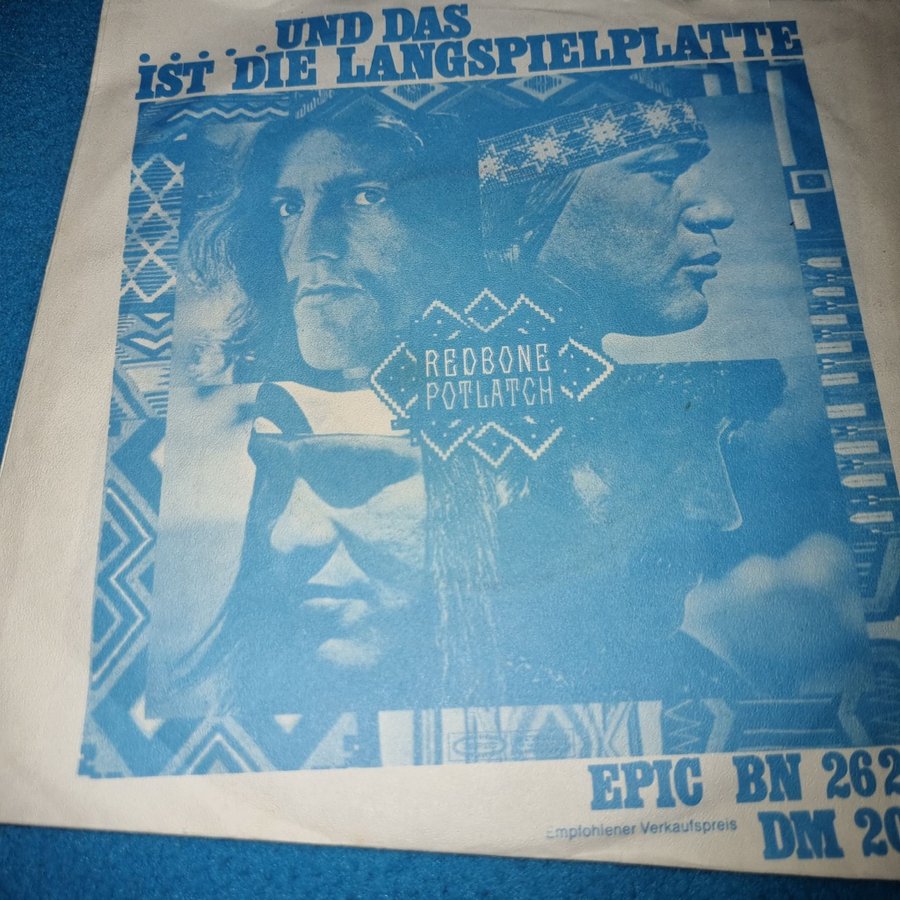 UND DAS
.....IST DIE LANGSPIELPLATTE
REDBONE
POTLATCH
EPIC BN 262
Empfohlener Verkaufspreis
DM 20